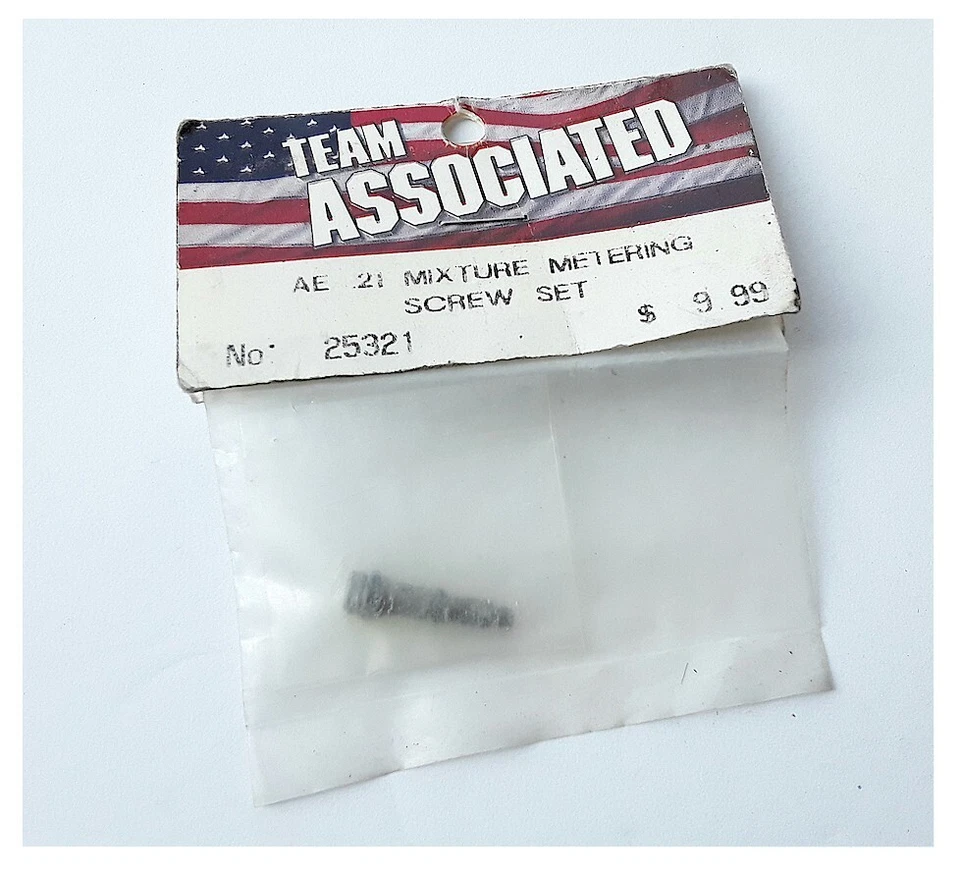 TEAM
ASSOCIATED
AE .21 MIXTURE METERING
SCREW SET
$ 9.99
No. 25321